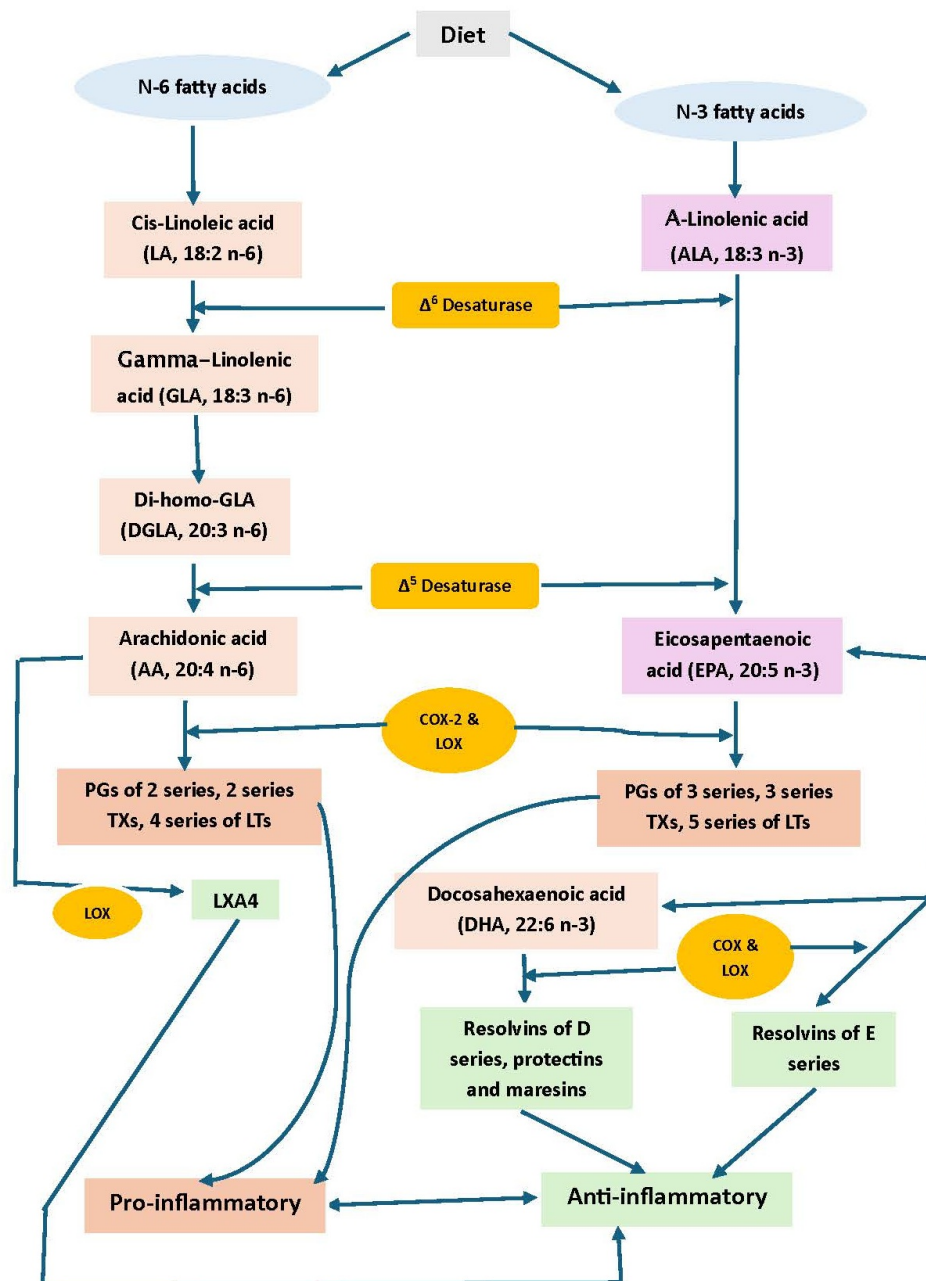 Diet
N-6 fatty acids
N-3 fatty acids
Cis-Linoleic acid
(LA, 18:2 n-6)
A-Linolenic acid
(ALA, 18:3 n-3)
Δ⁶ Desaturase
Gamma–Linolenic
acid (GLA, 18:3 n-6)
Di-homo-GLA
(DGLA, 20:3 n-6)
Δ⁵ Desaturase
Arachidonic acid
(AA, 20:4 n-6)
Eicosapentaenoic
acid (EPA, 20:5 n-3)
COX-2 &
LOX
PGs of 2 series, 2 series
TXs, 4 series of LTs
PGs of 3 series, 3 series
TXs, 5 series of LTs
LOX
LXA4
Docosahexaenoic acid
(DHA, 22:6 n-3)
COX &
LOX
Resolvins of D
series, protectins
and maresins
Resolvins of E
series
Pro-inflammatory
Anti-inflammatory